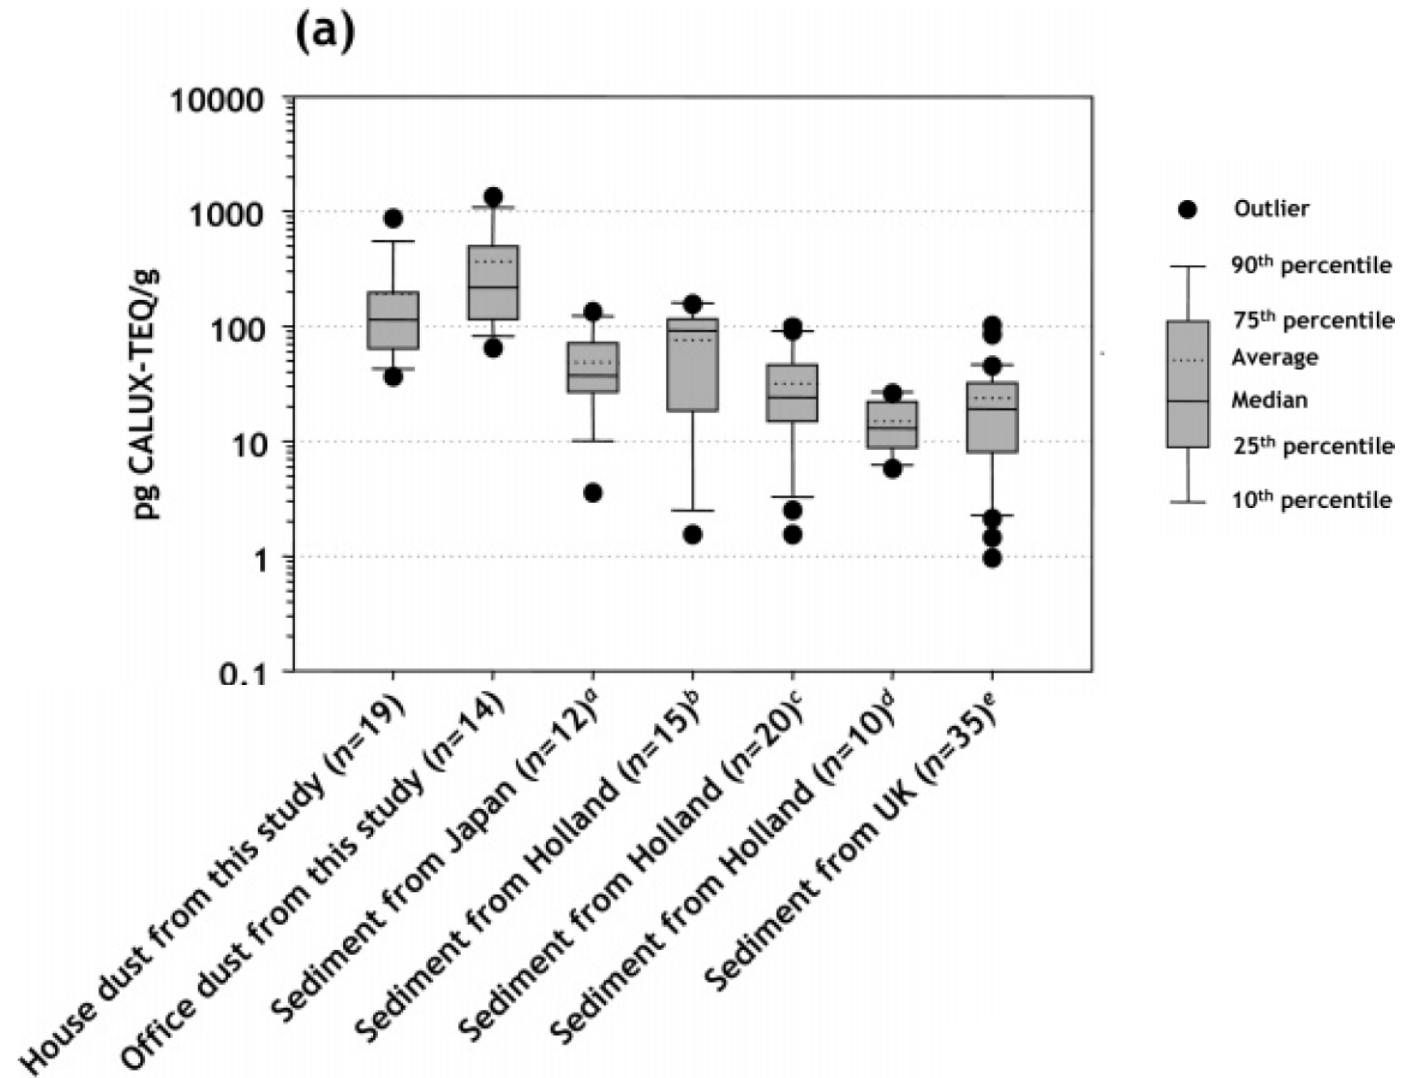 (a)
10000
1000
100
10
1
0.1
pg CALUX-TEQ/g
House dust from this study (n=19)
Office dust from this study (n=14)
Sediment from Japan (n=12)a
Sediment from Holland (n=15)b
Sediment from Holland (n=20)c
Sediment from Holland (n=10)d
Sediment from UK (n=35)e
Outlier
90th percentile
75th percentile
Average
Median
25th percentile
10th percentile